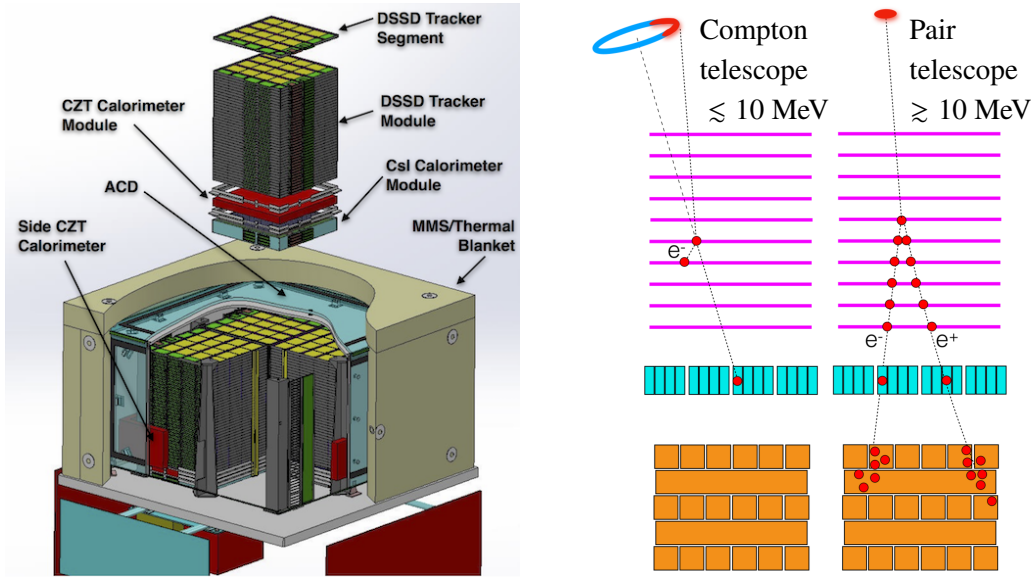 DSSD Tracker
Segment
CZT Calorimeter
Module
DSSD Tracker
Module
CsI Calorimeter
Module
ACD
Side CZT
Calorimeter
MMS/Thermal
Blanket
Compton
telescope
≲ 10 MeV
Pair
telescope
≳ 10 MeV
e-
e-
e+